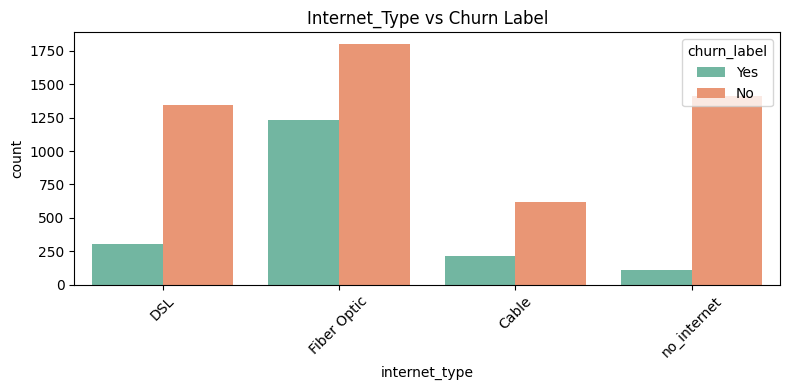 Internet_Type vs Churn Label
churn_label
Yes
No
count
1750
1500
1250
1000
750
500
250
0
DSL
Fiber Optic
Cable
no_internet
internet_type